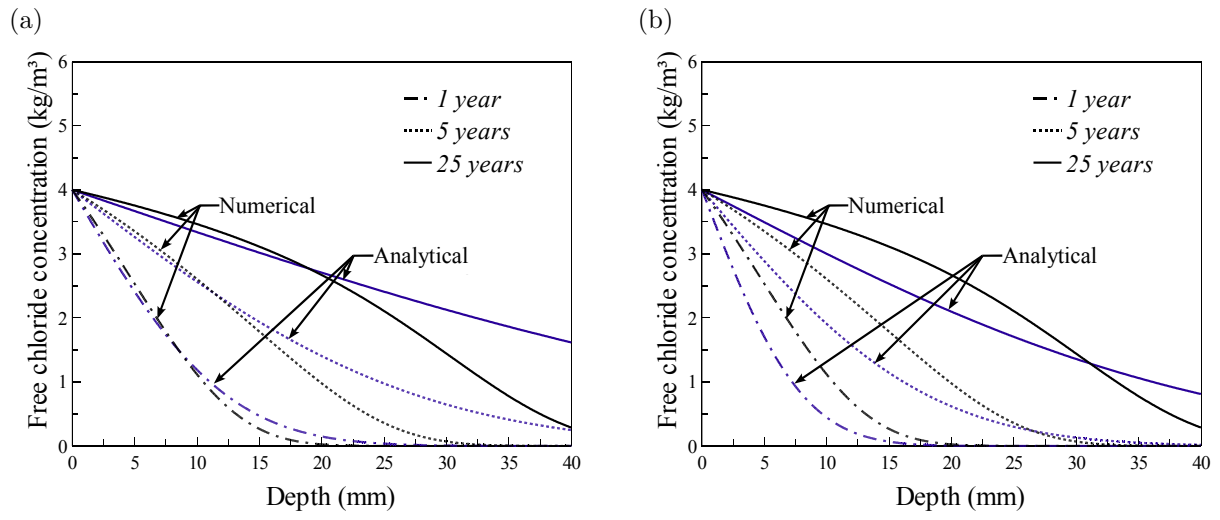 (a)
Free chloride concentration (kg/m³)
6
5
4
3
2
1
0
1 year
5 years
25 years
Numerical
Analytical
0 5 10 15 20 25 30 35 40
Depth (mm)
(b)
Free chloride concentration (kg/m³)
6
5
4
3
2
1
0
1 year
5 years
25 years
Numerical
Analytical
0 5 10 15 20 25 30 35 40
Depth (mm)